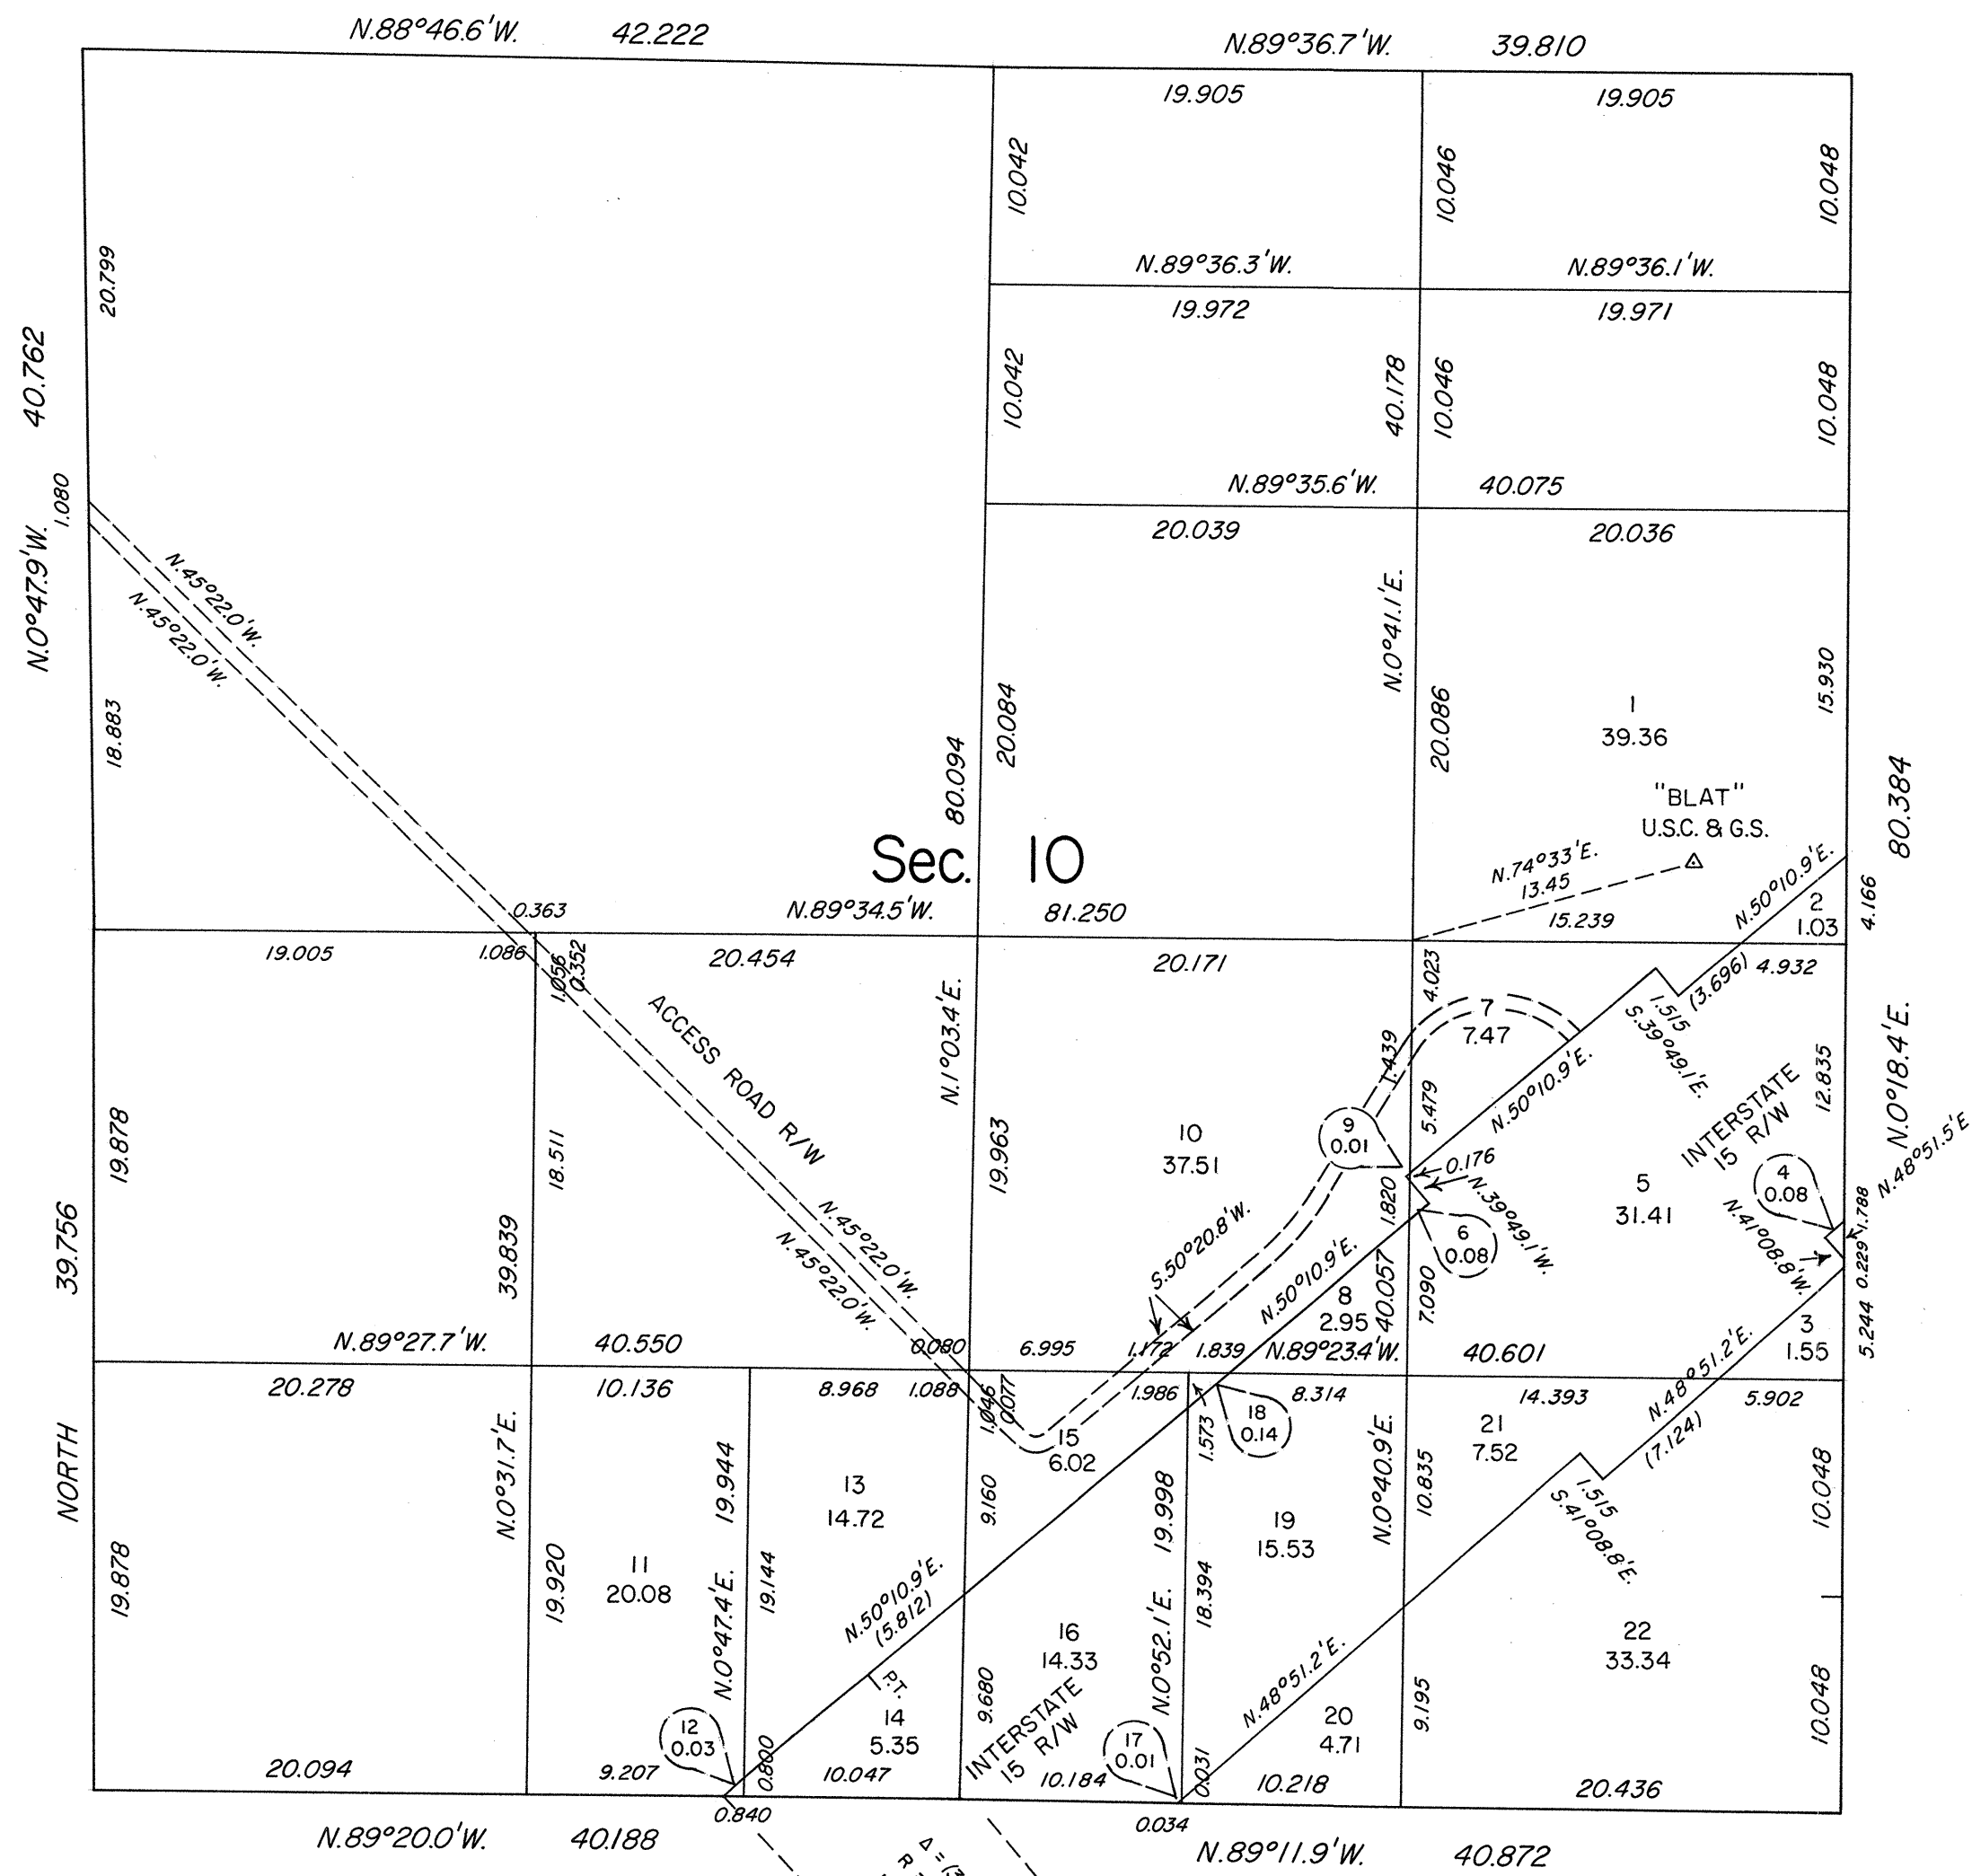 N.88°46.6'W. 42.222
N.89°36.7'W. 39.810
19.905
19.905
10.042
10.046
10.048
20.799
N.89°36.3'W.
N.89°36.1'W.
19.972
19.971
N.0°47.9'W. 40.762
10.042
40.178
10.046
10.048
1.080
N.89°35.6'W. 40.075
20.039
20.036
N.45°22.0'W.
N.45°22.0'W.
N.0°41.1'E.
18.883
20.084
20.086
15.930
1
39.36
"BLAT"
U.S.C. & G.S.
80.094
80.384
Sec. 10
N.74°33'E.
13.45
15.239
N.50°10.9'E.
2
1.03
4.166
0.363
N.89°34.5'W. 81.250
19.005
1.086
1.056
0.352
20.454
20.171
4.023
(3.696)
4.932
7
7.47
1.515
S.39°49.1'E.
ACCESS ROAD R/W
N.1°03.4'E.
1.439
5.479
N.50°10.9'E.
INTERSTATE
15 R/W
12.835
N.0°18.4'E.
19.878
18.511
19.963
10
37.51
9
0.01
0.176
N.39°49.1'W.
1.820
5
31.41
4
0.08
N.48°51.5'E
1.788
0.229
N.41°08.8'W.
39.756
39.839
N.45°22.0'W.
N.45°22.0'W.
S.50°20.8'W.
N.50°10.9'E.
6
0.08
40.057
7.090
8
2.95
3
1.55
5.244
N.89°27.7'W. 40.550
0.080
6.995
1.172
1.839
N.89°23.4'W. 40.601
N.48°51.2'E.
(7.124)
20.278
10.136
8.968
1.088
1.046
0.077
1.986
8.314
14.393
5.902
NORTH
N.0°31.7'E.
19.944
13
14.72
15
6.02
9.160
1.573
18
0.14
N.0°40.9'E.
10.835
21
7.52
1.515
S.41°08.8'E.
10.048
19.998
19
15.53
19.878
19.920
11
20.08
N.0°47.4'E.
19.144
N.50°10.9'E.
(5.812)
16
14.33
N.0°52.1'E.
18.394
22
33.34
P.T.
9.680
INTERSTATE
15 R/W
N.48°51.2'E.
9.195
10.048
12
0.03
14
5.35
17
0.01
20
4.71
20.094
9.207
0.800
10.047
10.184
0.031
10.218
20.436
0.840
0.034
N.89°20.0'W. 40.188
N.89°11.9'W. 40.872
Δ = (3
R